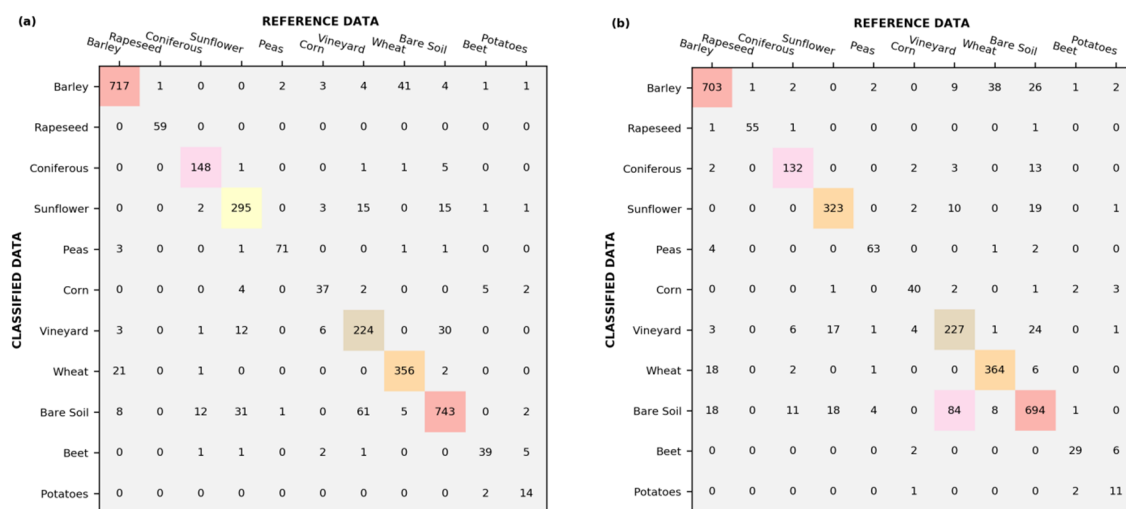 (a)
REFERENCE DATA
Barley Rapeseed Coniferous Sunflower Peas Corn Vineyard Wheat Bare Soil Beet Potatoes
CLASSIFIED DATA
Barley 717 1 0 0 2 3 4 41 4 1 1
Rapeseed 0 59 0 0 0 0 0 0 0 0 0
Coniferous 0 0 148 1 0 0 1 1 5 0 0
Sunflower 0 0 2 295 0 3 15 0 15 1 1
Peas 3 0 0 1 71 0 0 1 1 0 0
Corn 0 0 0 4 0 37 2 0 0 5 2
Vineyard 3 0 1 12 0 6 224 0 30 0 0
Wheat 21 0 1 0 0 0 0 356 2 0 0
Bare Soil 8 0 12 31 1 0 61 5 743 0 2
Beet 0 0 1 1 0 2 1 0 0 39 5
Potatoes 0 0 0 0 0 0 0 0 0 2 14
(b)
REFERENCE DATA
Barley Rapeseed Coniferous Sunflower Peas Corn Vineyard Wheat Bare Soil Beet Potatoes
CLASSIFIED DATA
Barley 703 1 2 0 2 0 9 38 26 1 2
Rapeseed 1 55 1 0 0 0 0 0 1 0 0
Coniferous 2 0 132 0 0 2 3 0 13 0 0
Sunflower 0 0 0 323 0 2 10 0 19 0 1
Peas 4 0 0 0 63 0 0 1 2 0 0
Corn 0 0 0 1 0 40 2 0 1 2 3
Vineyard 3 0 6 17 1 4 227 1 24 0 1
Wheat 18 0 2 0 1 0 0 364 6 0 0
Bare Soil 18 0 11 18 4 0 84 8 694 1 0
Beet 0 0 0 0 0 2 0 0 0 29 6
Potatoes 0 0 0 0 0 1 0 0 0 2 11